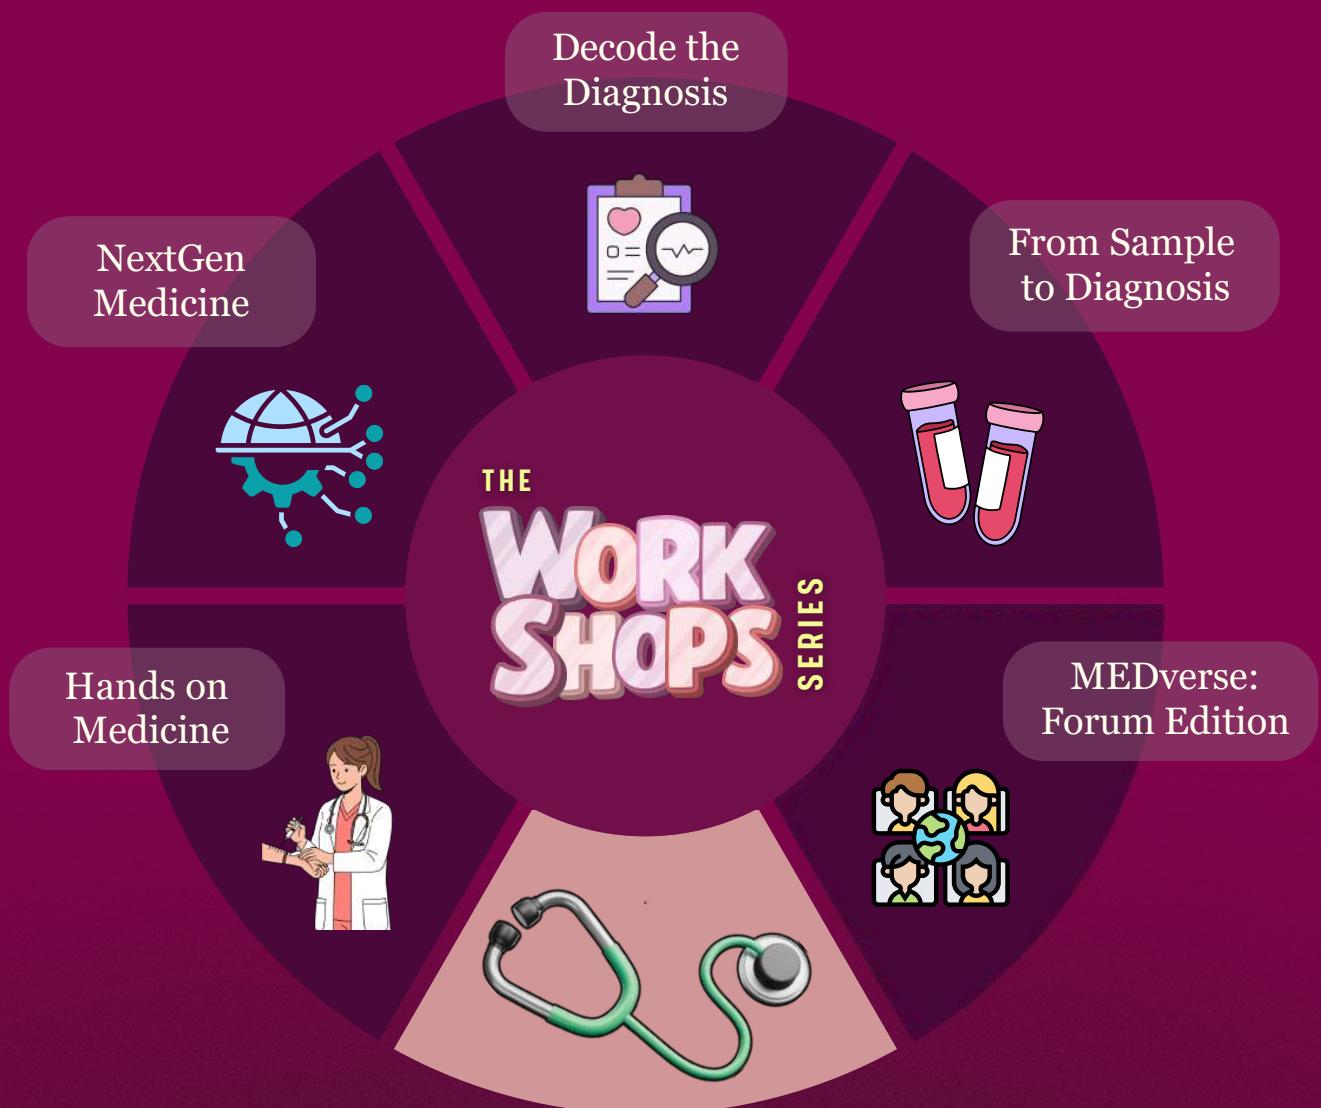 Decode the
Diagnosis
NextGen
Medicine
From Sample
to Diagnosis
THE
WORK
SHOPS
SERIES
Hands on
Medicine
MEDverse:
Forum Edition